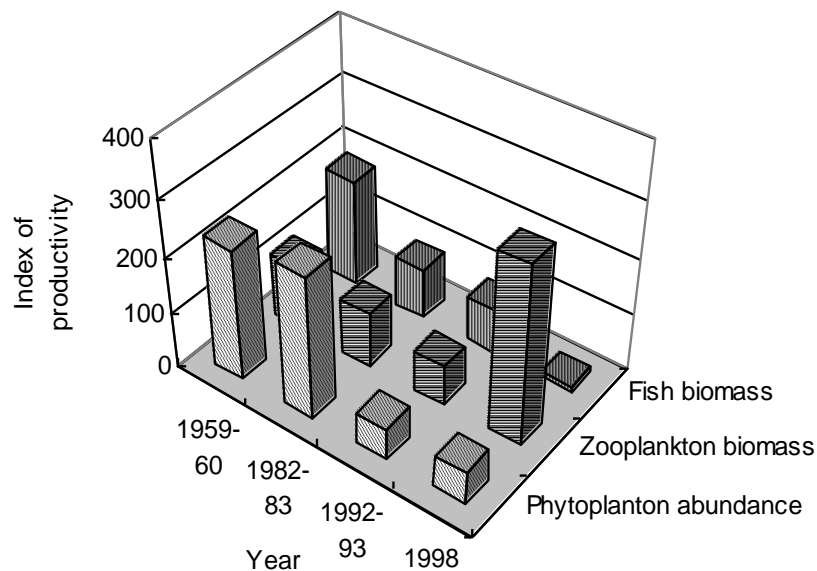 400
300
200
100
0
Index of
productivity
1959-
60
1982-
83
1992-
93
1998
Year
Fish biomass
Zooplankton biomass
Phytoplanton abundance